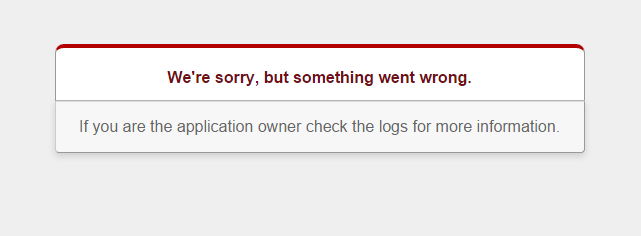 We're sorry, but something went wrong.
If you are the application owner check the logs for more information.